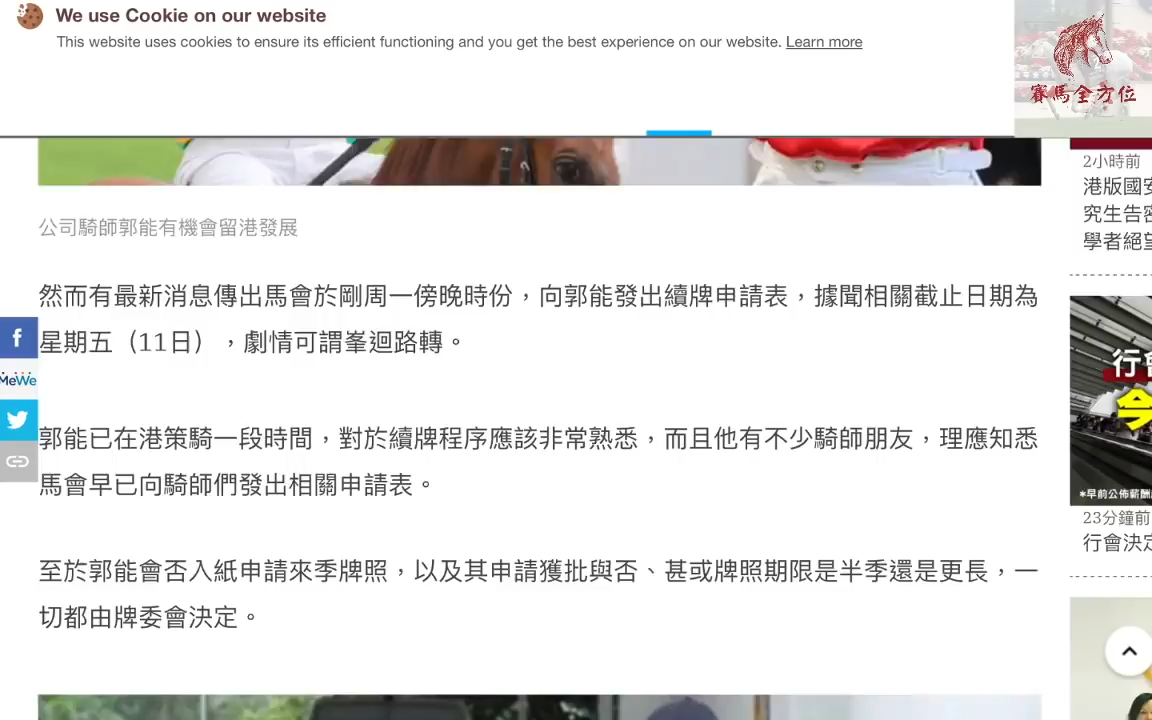 We use Cookie on our website
This website uses cookies to ensure its efficient functioning and you get the best experience on our website. Learn more
賽馬全方位
公司騎師郭能有機會留港發展
然而有最新消息傳出馬會於剛周一傍晚時份，向郭能發出續牌申請表，據聞相關截止日期為
星期五（11日），劇情可謂峯迴路轉。
郭能已在港策騎一段時間，對於續牌程序應該非常熟悉，而且他有不少騎師朋友，理應知悉
馬會早已向騎師們發出相關申請表。
至於郭能會否入紙申請來季牌照，以及其申請獲批與否、甚或牌照期限是半季還是更長，一
切都由牌委會決定。
MeWe
2小時前
港版國安
究生告密
學者絕望
行會
今
*早前公佈薪酬
23分鐘前
行會決定